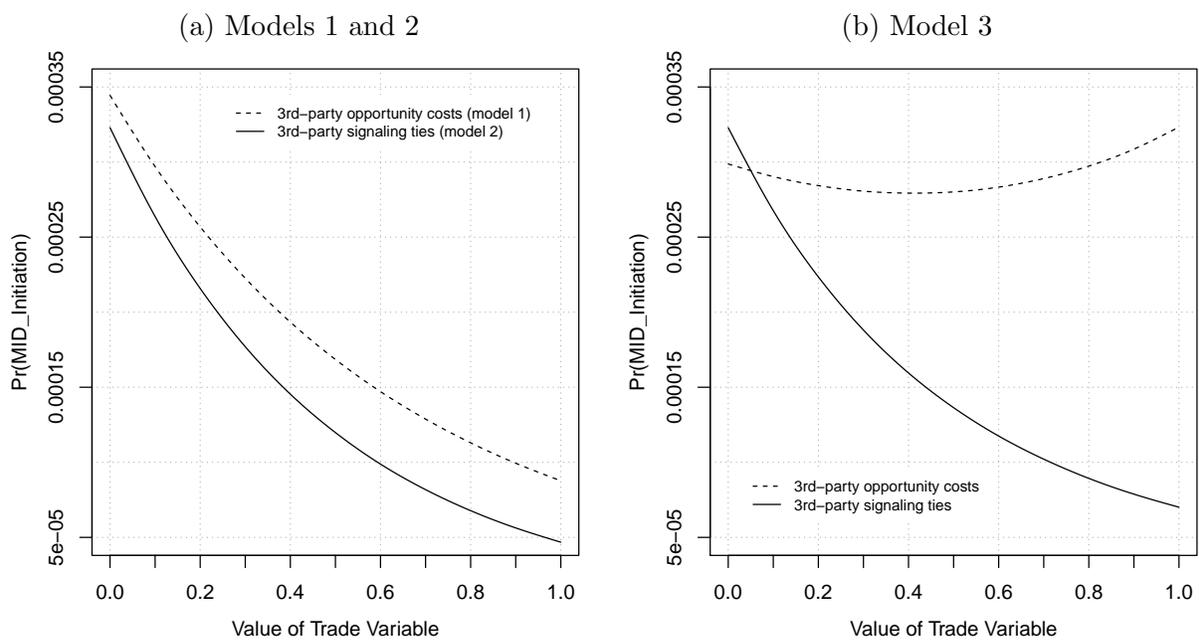 (a) Models 1 and 2
0.00035
0.00025
0.00015
5e−05
Pr(MID_Initiation)
3rd−party opportunity costs (model 1)
3rd−party signaling ties (model 2)
0.0 0.2 0.4 0.6 0.8 1.0
Value of Trade Variable
(b) Model 3
0.00035
0.00025
0.00015
5e−05
Pr(MID_Initiation)
3rd−party opportunity costs
3rd−party signaling ties
0.0 0.2 0.4 0.6 0.8 1.0
Value of Trade Variable